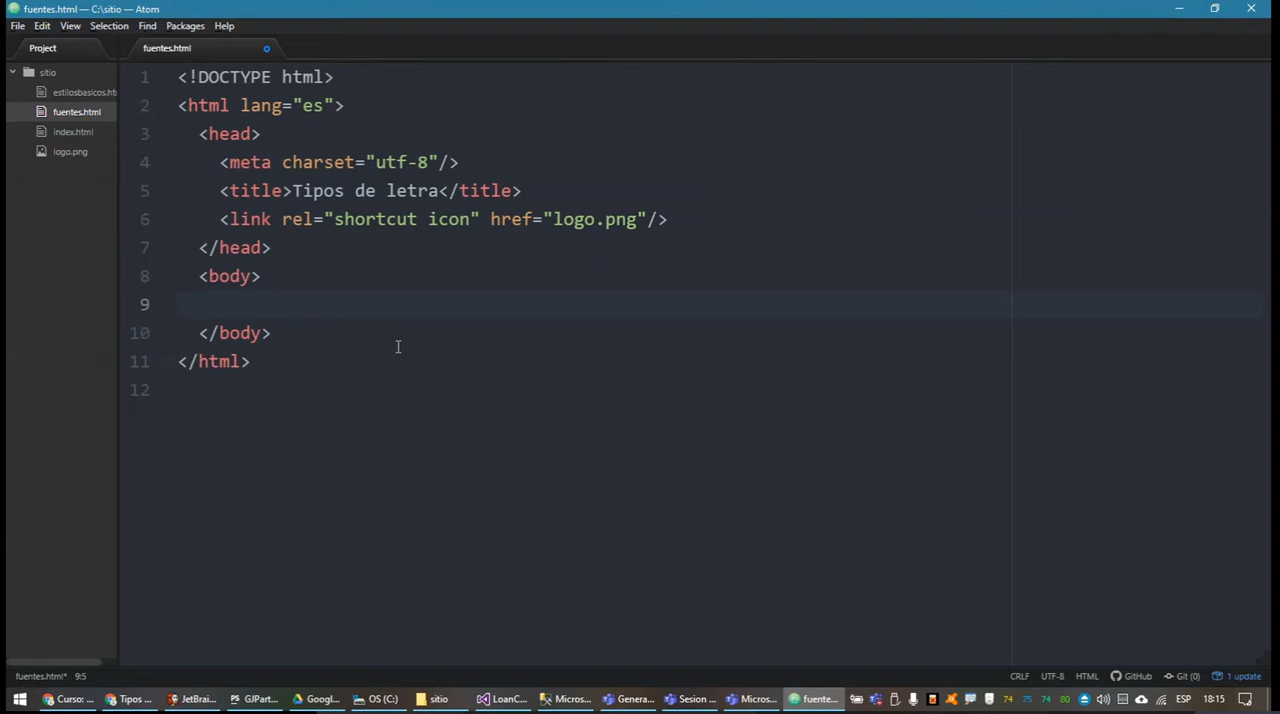 fuentes.html — C:\sitio — Atom
File Edit View Selection Find Packages Help
Project fuentes.html
sitio
estilosbasicos.ht
fuentes.html
index.html
logo.png
1 <!DOCTYPE html>
2 <html lang="es">
3 <head>
4 <meta charset="utf-8"/>
5 <title>Tipos de letra</title>
6 <link rel="shortcut icon" href="logo.png"/>
7 </head>
8 <body>
9
10 </body>
11 </html>
12
fuentes.html* 9:5 CRLF UTF-8 HTML GitHub Git (0) 1 update
Curso: ... Tipos ... JetBrai... GJPart... Googl... OS (C:) sitio LoanC... Micros... Genera... Sesion ... Micros... fuente... 74 75 74 80 ESP 18:15